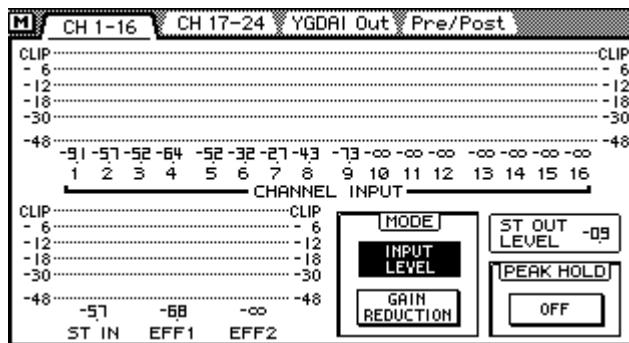 M CH 1-16 CH 17-24 YGDAI Out Pre/Post
CLIP CLIP
- 6 - 6
-12 -12
-18 -18
-30 -30
-48 -48
-91 -57 -52 -64 -52 -32 -27 -43 -73 -∞ -∞ -∞ -∞ -∞ -∞ -∞
1 2 3 4 5 6 7 8 9 10 11 12 13 14 15 16
CHANNEL INPUT
CLIP CLIP
- 6 - 6
-12 -12
-18 -18
-30 -30
-48 -48
-57 -68 -∞
ST IN EFF1 EFF2
MODE
INPUT
LEVEL
GAIN
REDUCTION
ST OUT
LEVEL -09
PEAK HOLD
OFF